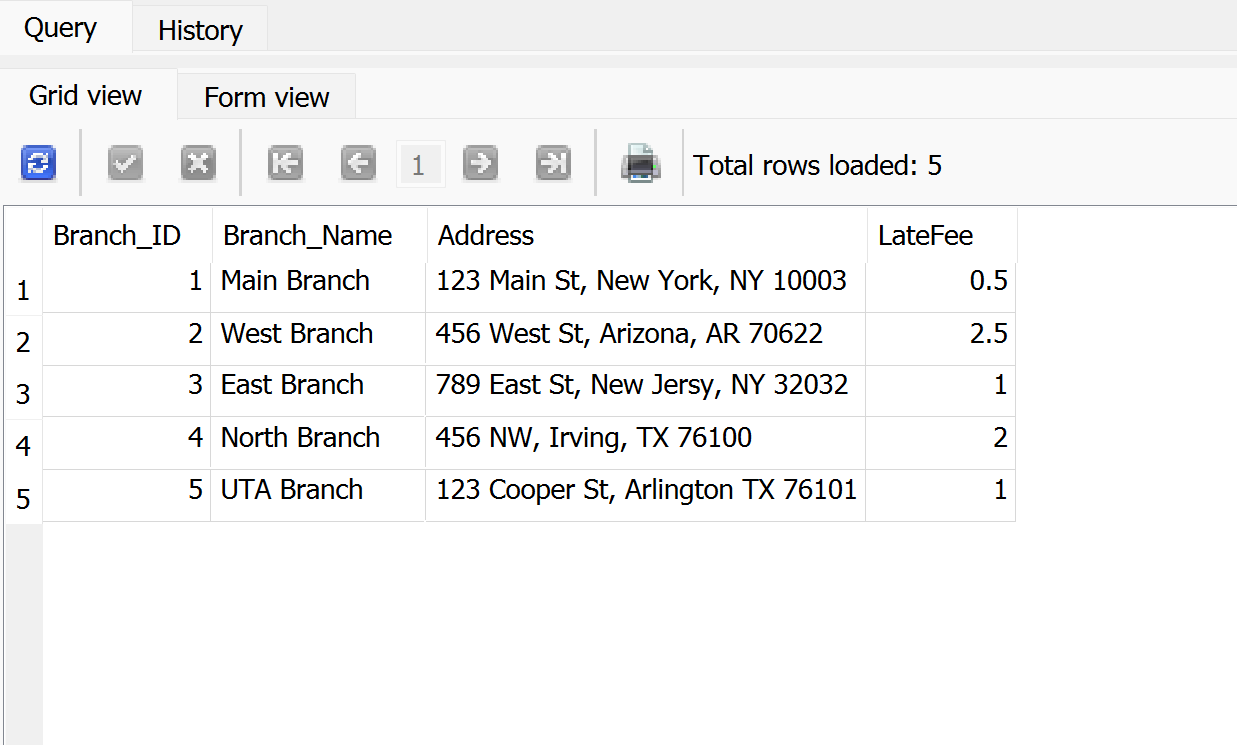 Query History
Grid view Form view
1 Total rows loaded: 5
Branch_ID Branch_Name Address LateFee
1 1 Main Branch 123 Main St, New York, NY 10003 0.5
2 2 West Branch 456 West St, Arizona, AR 70622 2.5
3 3 East Branch 789 East St, New Jersy, NY 32032 1
4 4 North Branch 456 NW, Irving, TX 76100 2
5 5 UTA Branch 123 Cooper St, Arlington TX 76101 1